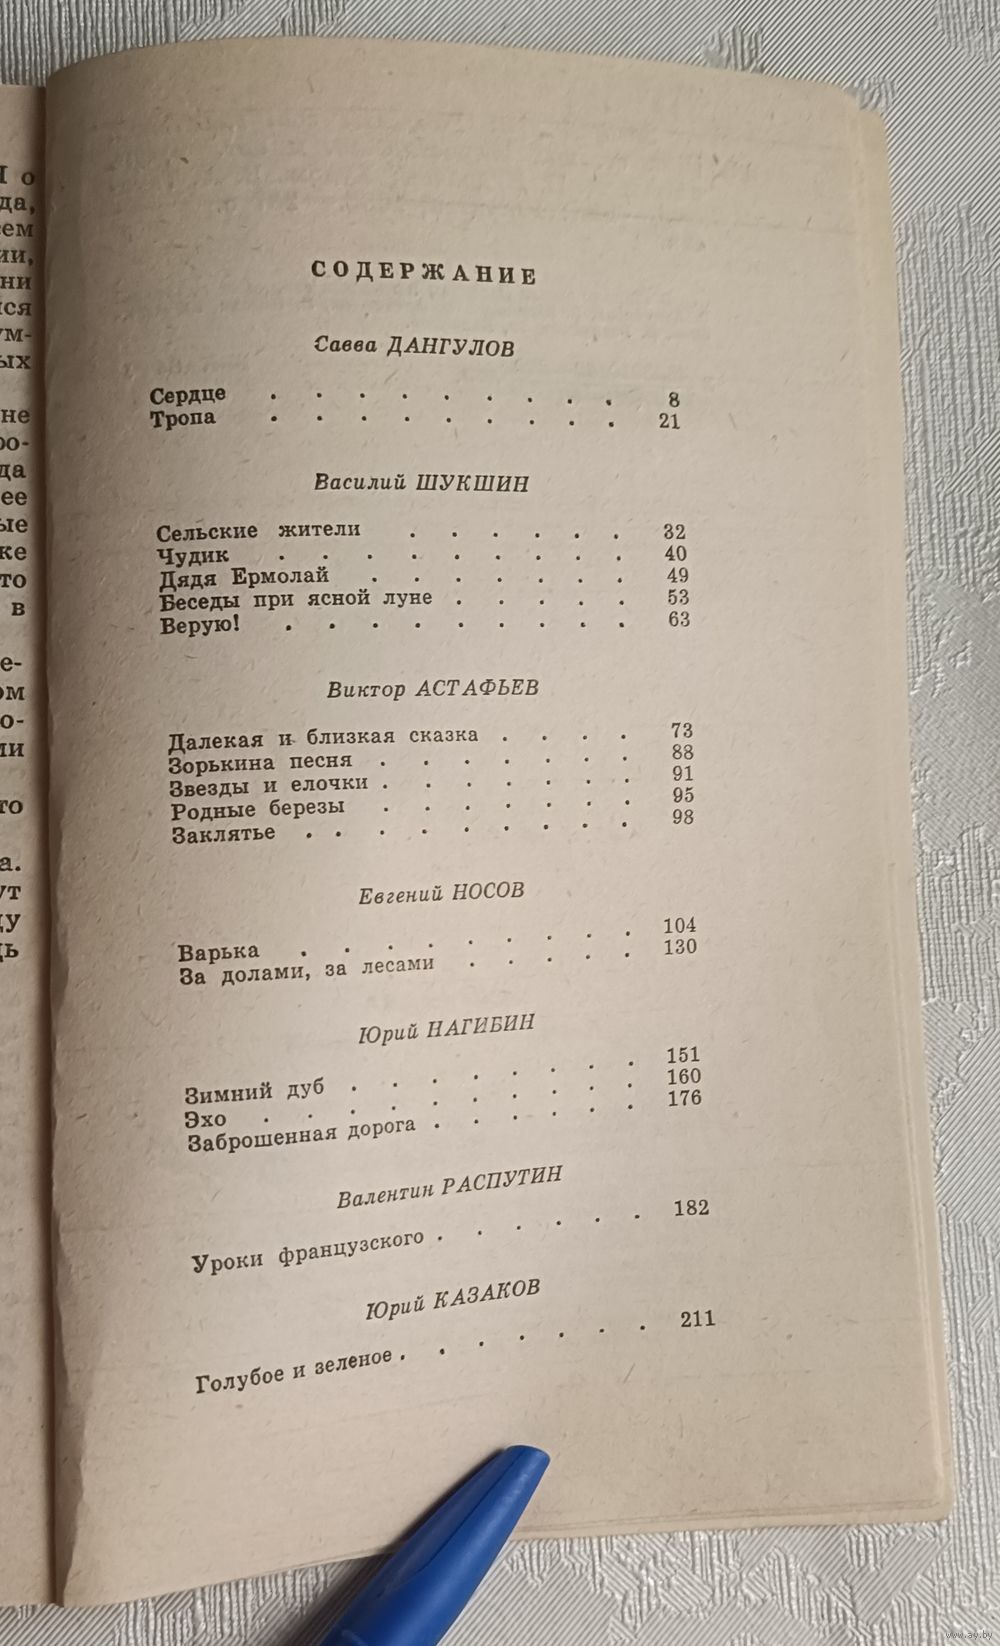 СОДЕРЖАНИЕ
Савва ДАНГУЛОВ
Сердце . . . . . . . . . 8
Тропа . . . . . . . . . 21
Василий ШУКШИН
Сельские жители . . . . . . 32
Чудик . . . . . . . . . 40
Дядя Ермолай . . . . . . . 49
Беседы при ясной луне . . . . . 53
Верую! . . . . . . . . . 63
Виктор АСТАФЬЕВ
Далекая и близкая сказка . . . . 73
Зорькина песня . . . . . . . 88
Звезды и елочки . . . . . . . 91
Родные березы . . . . . . . 95
Заклятье . . . . . . . . . 98
Евгений НОСОВ
Варька . . . . . . . . . 104
За долами, за лесами . . . . . 130
Юрий НАГИБИН
Зимний дуб . . . . . . . . 151
Эхо . . . . . . . . . . 160
Заброшенная дорога . . . . . . 176
Валентин РАСПУТИН
Уроки французского . . . . . . 182
Юрий КАЗАКОВ
Голубое и зеленое . . . . . . . 211
www.ay.by